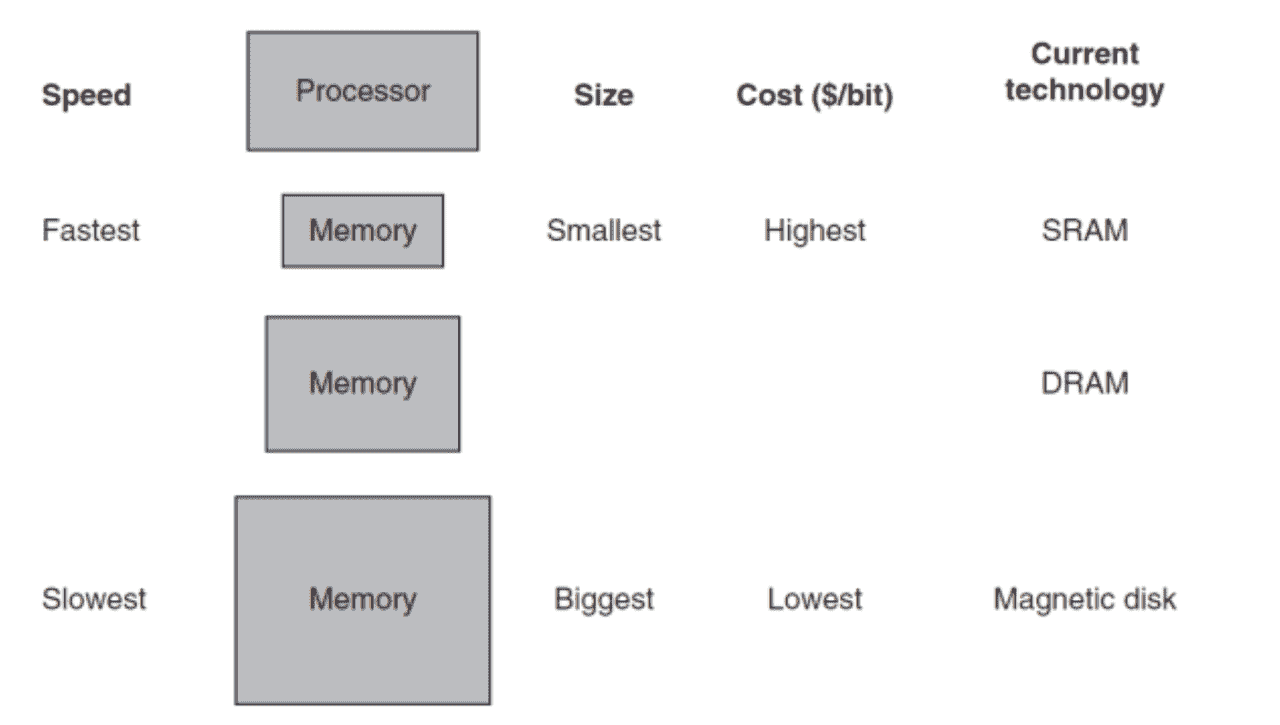 Speed
Processor
Size
Cost ($/bit)
Current
technology
Fastest
Memory
Smallest
Highest
SRAM
Memory
DRAM
Slowest
Memory
Biggest
Lowest
Magnetic disk